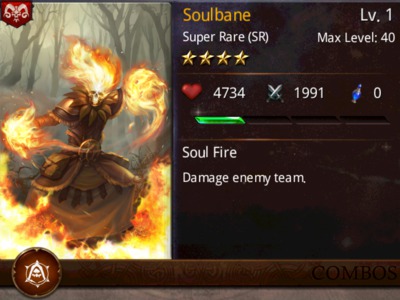 Soulbane Lv. 1
Super Rare (SR) Max Level: 40
4734 1991 0
Soul Fire
Damage enemy team.
COMBOS